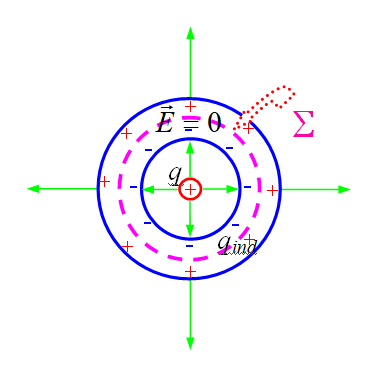 E⃗ = 0
Σ
q
q_ind